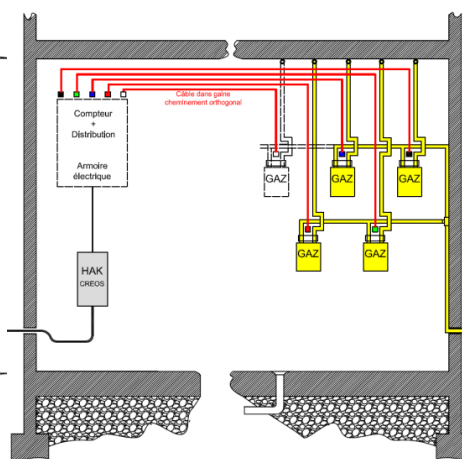 Câble dans gaine
cheminement orthogonal
Compteur
+
Distribution
Armoire
électrique
GAZ
GAZ
GAZ
GAZ
GAZ
HAK
CREOS